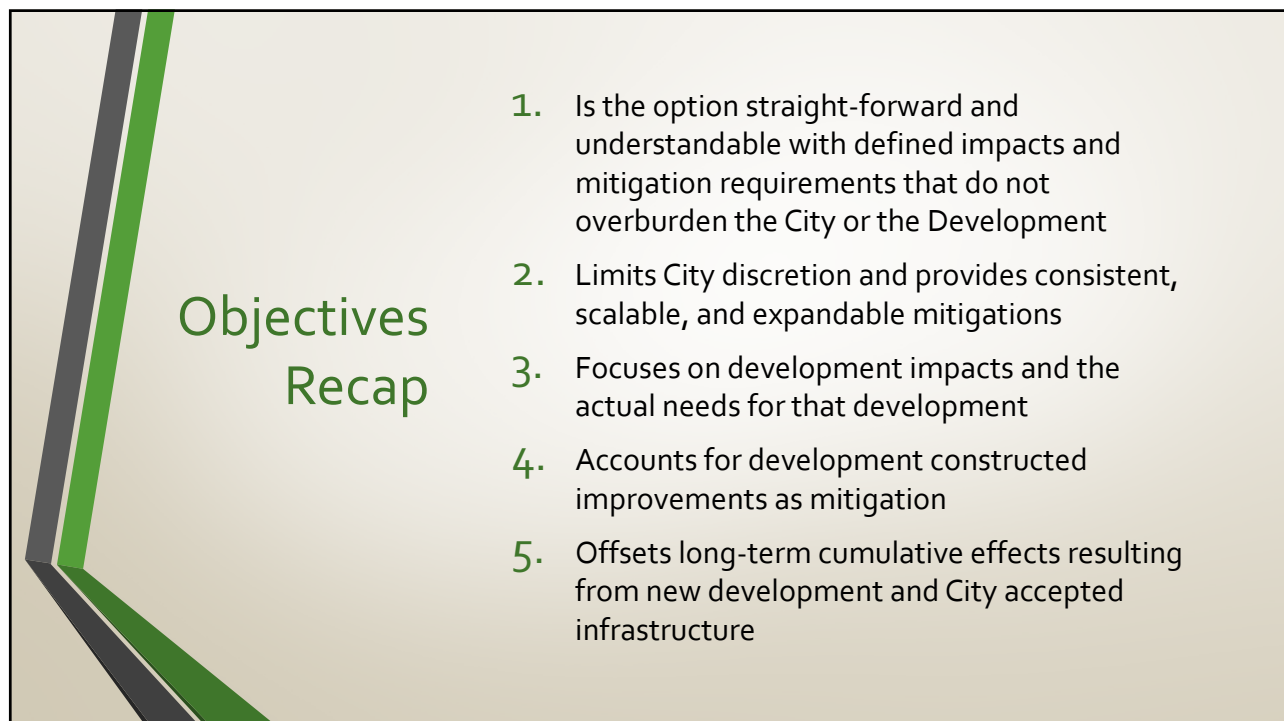 Objectives
Recap
1. Is the option straight-forward and
understandable with defined impacts and
mitigation requirements that do not
overburden the City or the Development
2. Limits City discretion and provides consistent,
scalable, and expandable mitigations
3. Focuses on development impacts and the
actual needs for that development
4. Accounts for development constructed
improvements as mitigation
5. Offsets long-term cumulative effects resulting
from new development and City accepted
infrastructure